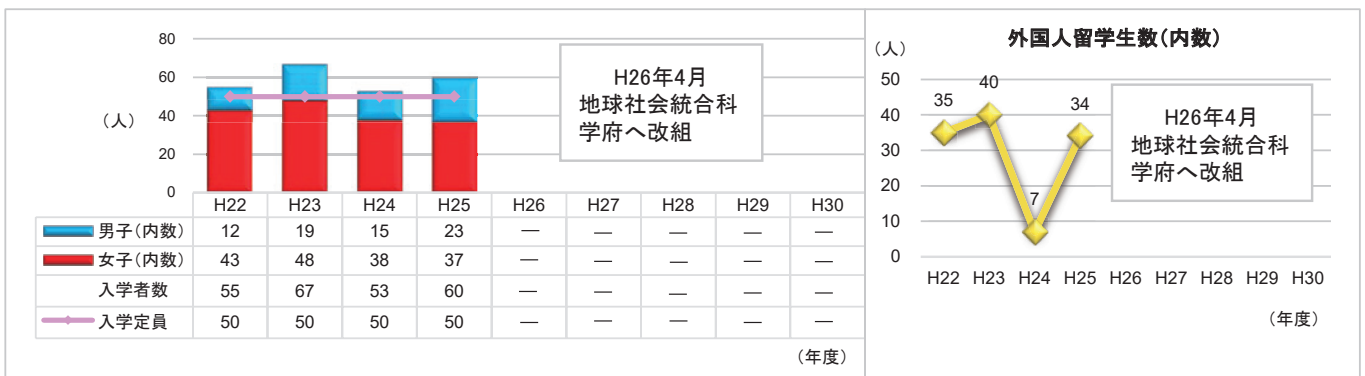 80
60
40
20
0
（人）
H26年4月
地球社会統合科
学府へ改組
H22 H23 H24 H25 H26 H27 H28 H29 H30
男子（内数） 12 19 15 23 — — — — —
女子（内数） 43 48 38 37 — — — — —
入学者数 55 67 53 60 — — — — —
入学定員 50 50 50 50 — — — — —
（年度）
外国人留学生数（内数）
（人）
50
40
30
20
10
0
35
40
7
34
H26年4月
地球社会統合科
学府へ改組
H22 H23 H24 H25 H26 H27 H28 H29 H30
（年度）